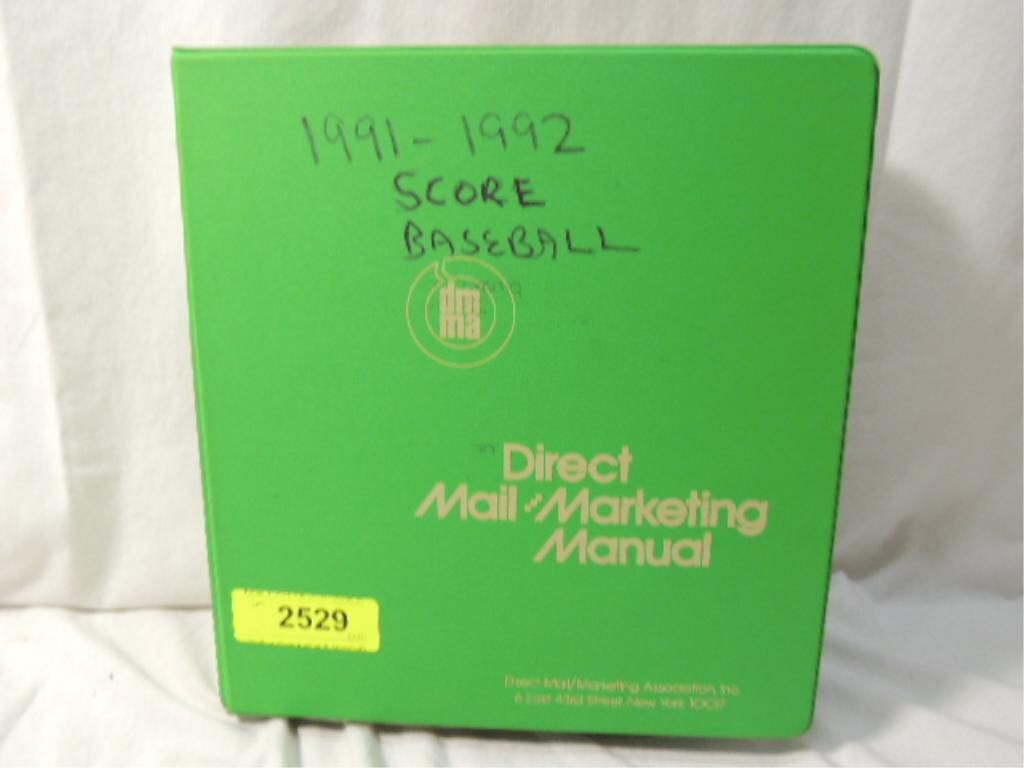 1991-1992
SCORE
BASEBALL
dm
ma
Direct
Mail Marketing
Manual
2529
Direct Mail/Marketing Association, Inc.
6 East 43rd Street, New York 10017